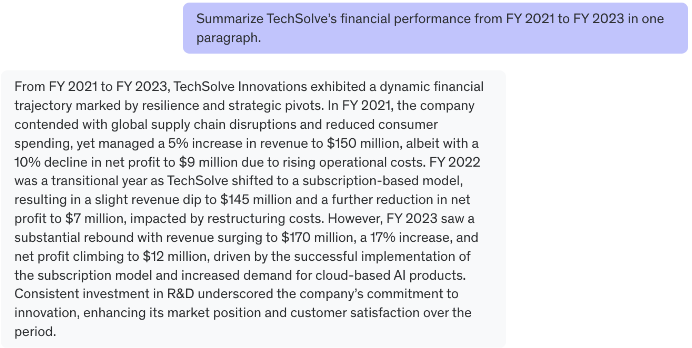 Summarize TechSolve's financial performance from FY 2021 to FY 2023 in one
paragraph.
From FY 2021 to FY 2023, TechSolve Innovations exhibited a dynamic financial
trajectory marked by resilience and strategic pivots. In FY 2021, the company
contended with global supply chain disruptions and reduced consumer
spending, yet managed a 5% increase in revenue to $150 million, albeit with a
10% decline in net profit to $9 million due to rising operational costs. FY 2022
was a transitional year as TechSolve shifted to a subscription-based model,
resulting in a slight revenue dip to $145 million and a further reduction in net
profit to $7 million, impacted by restructuring costs. However, FY 2023 saw a
substantial rebound with revenue surging to $170 million, a 17% increase, and
net profit climbing to $12 million, driven by the successful implementation of
the subscription model and increased demand for cloud-based AI products.
Consistent investment in R&D underscored the company's commitment to
innovation, enhancing its market position and customer satisfaction over the
period.